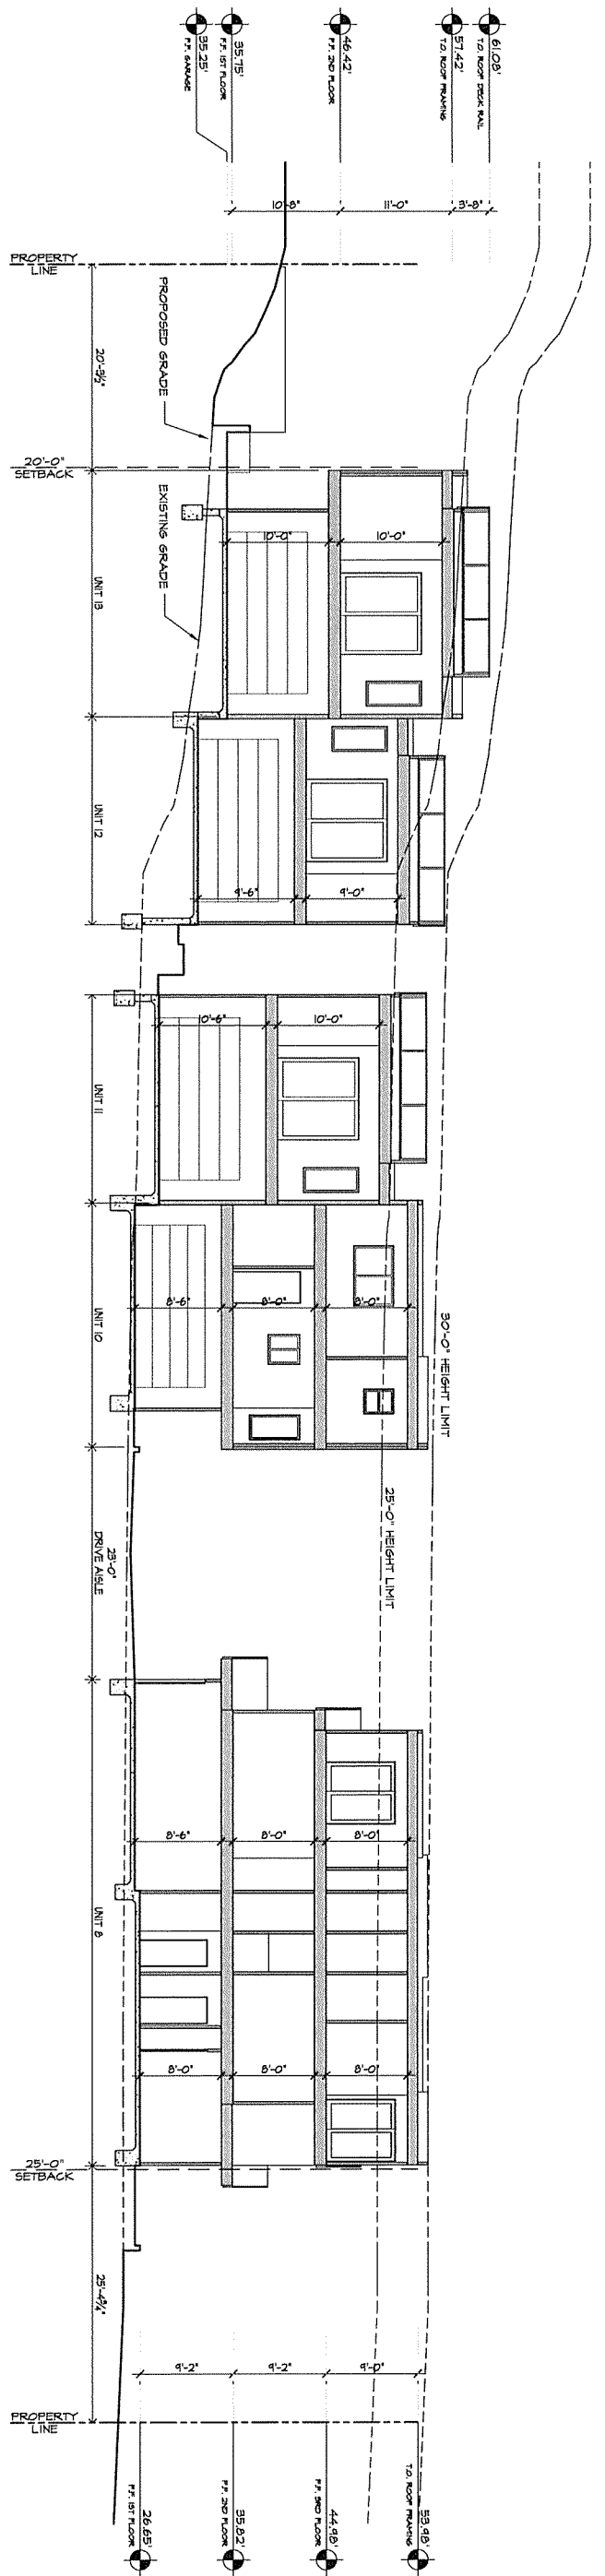 61.08'
T.O. ROOF DECK RAIL
57.42'
T.O. ROOF FRAMING
46.42'
F.F. 2ND FLOOR
35.75'
F.F. 1ST FLOOR
35.25'
F.F. GARAGE
3'-8"
11'-0"
10'-8"
PROPERTY
LINE
20'-3½"
PROPOSED GRADE
20'-0"
SETBACK
EXISTING GRADE
UNIT 13
10'-0"
10'-0"
UNIT 12
9'-6"
9'-0"
UNIT 11
10'-6"
10'-0"
UNIT 10
8'-6"
8'-0"
8'-0"
30'-0" HEIGHT LIMIT
25'-0" HEIGHT LIMIT
23'-0"
DRIVE AISLE
UNIT 8
8'-6"
8'-0"
8'-0"
8'-0"
8'-0"
8'-0"
25'-0"
SETBACK
25'-4¾"
9'-2"
9'-2"
9'-0"
PROPERTY
LINE
53.98'
T.O. ROOF FRAMING
44.98'
F.F. 3RD FLOOR
35.82'
F.F. 2ND FLOOR
26.65'
F.F. 1ST FLOOR